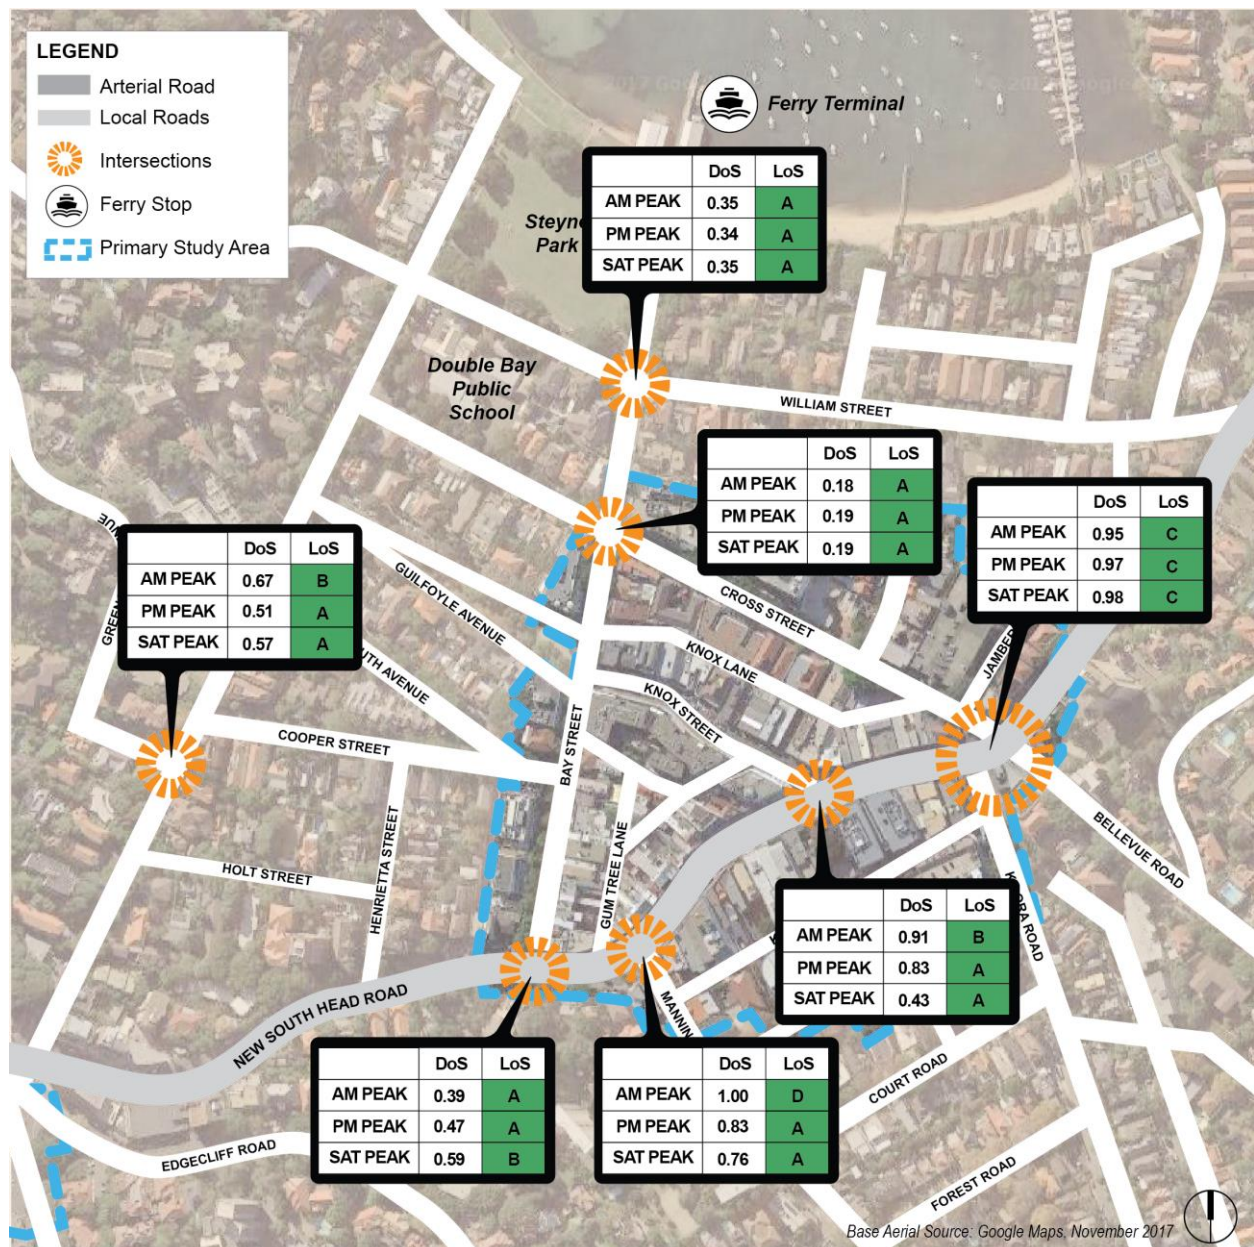 LEGEND
Arterial Road
Local Roads
Intersections
Ferry Stop
Primary Study Area
Ferry Terminal
DoS LoS
AM PEAK 0.35 A
PM PEAK 0.34 A
SAT PEAK 0.35 A
Park
Double Bay
Public
School
WILLIAM STREET
DoS LoS
AM PEAK 0.18 A
PM PEAK 0.19 A
SAT PEAK 0.19 A
DoS LoS
AM PEAK 0.95 C
PM PEAK 0.97 C
SAT PEAK 0.98 C
DoS LoS
AM PEAK 0.67 B
PM PEAK 0.51 A
SAT PEAK 0.57 A
GREEN
GUILFOYLE AVENUE
UTH AVENUE
CROSS STREET
KNOX LANE
KNOX STREET
JAMBER
COOPER STREET
BAY STREET
HOLT STREET
HENRIETTA STREET
GUM TREE LANE
BELLEVUE ROAD
ORA ROAD
DoS LoS
AM PEAK 0.91 B
PM PEAK 0.83 A
SAT PEAK 0.43 A
NEW SOUTH HEAD ROAD
MANNIN
DoS LoS
AM PEAK 0.39 A
PM PEAK 0.47 A
SAT PEAK 0.59 B
DoS LoS
AM PEAK 1.00 D
PM PEAK 0.83 A
SAT PEAK 0.76 A
COURT ROAD
EDGECLIFF ROAD
FOREST ROAD
Base Aerial Source: Google Maps, November 2017